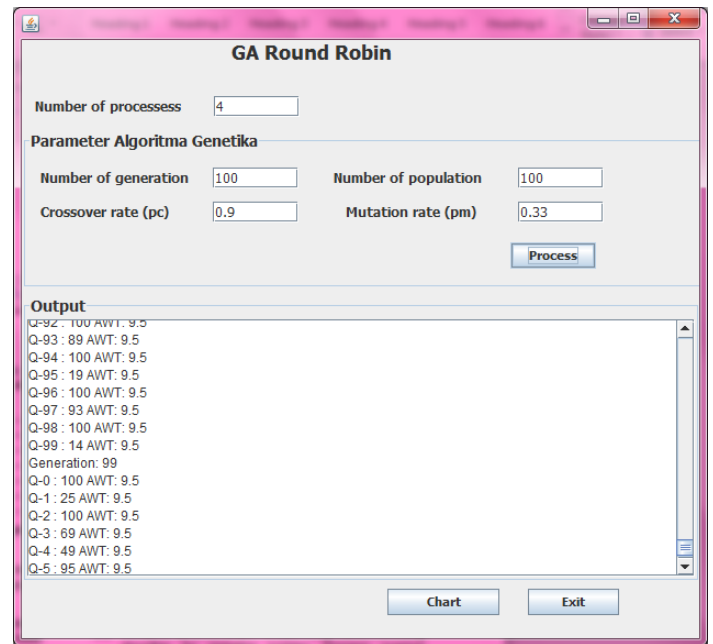 GA Round Robin
Number of processess 4
Parameter Algoritma Genetika
Number of generation 100 Number of population 100
Crossover rate (pc) 0.9 Mutation rate (pm) 0.33
Process
Output
Q-92 : 100 AWT: 9.5
Q-93 : 89 AWT: 9.5
Q-94 : 100 AWT: 9.5
Q-95 : 19 AWT: 9.5
Q-96 : 100 AWT: 9.5
Q-97 : 93 AWT: 9.5
Q-98 : 100 AWT: 9.5
Q-99 : 14 AWT: 9.5
Generation: 99
Q-0 : 100 AWT: 9.5
Q-1 : 25 AWT: 9.5
Q-2 : 100 AWT: 9.5
Q-3 : 69 AWT: 9.5
Q-4 : 49 AWT: 9.5
Q-5 : 95 AWT: 9.5
Chart Exit